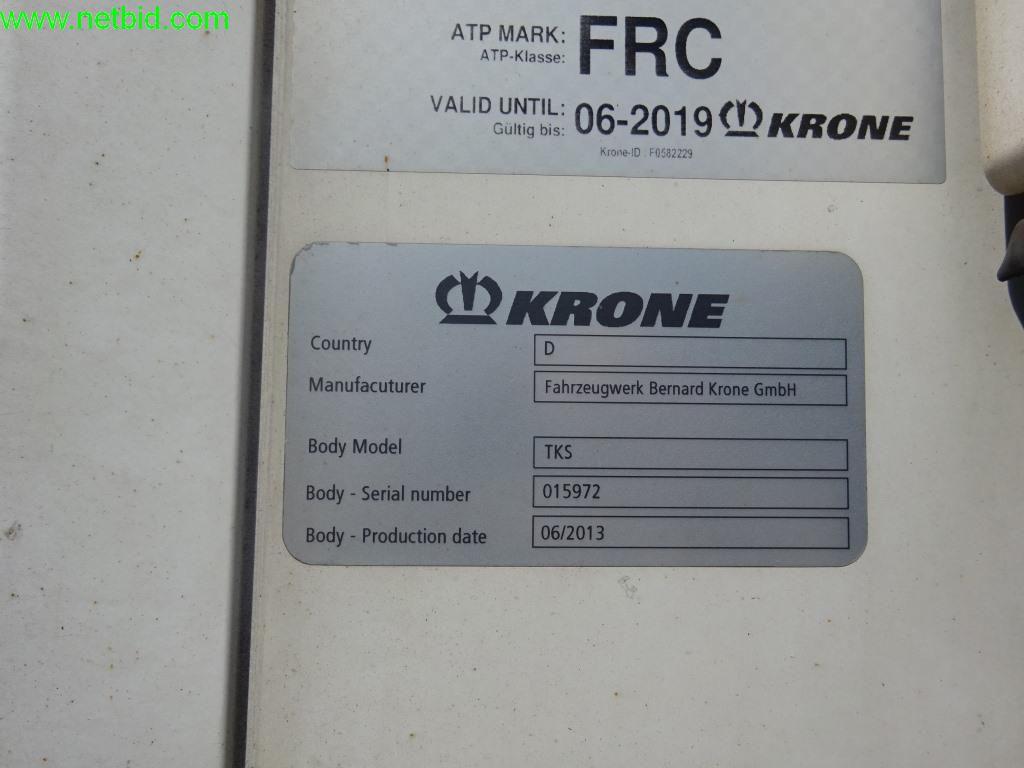 www.netbid.com
ATP MARK: FRC
ATP-Klasse:
VALID UNTIL: 06-2019 KRONE
Gültig bis:
Krone-ID : F0582229
KRONE
Country D
Manufacuturer Fahrzeugwerk Bernard Krone GmbH
Body Model TKS
Body - Serial number 015972
Body - Production date 06/2013